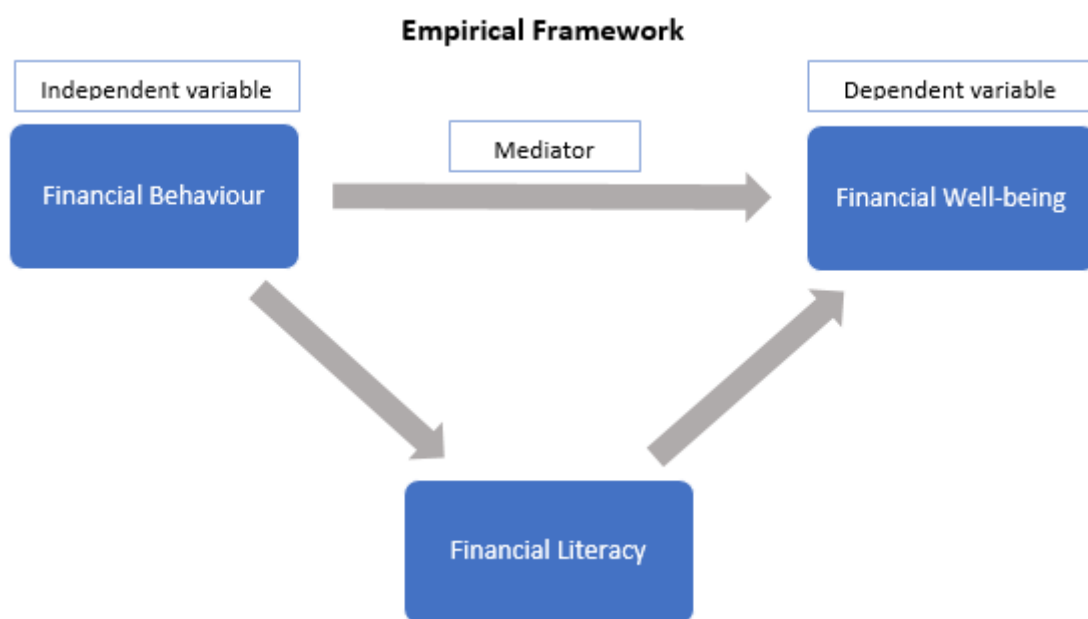 Empirical Framework
Independent variable
Dependent variable
Mediator
Financial Behaviour
Financial Well-being
Financial Literacy